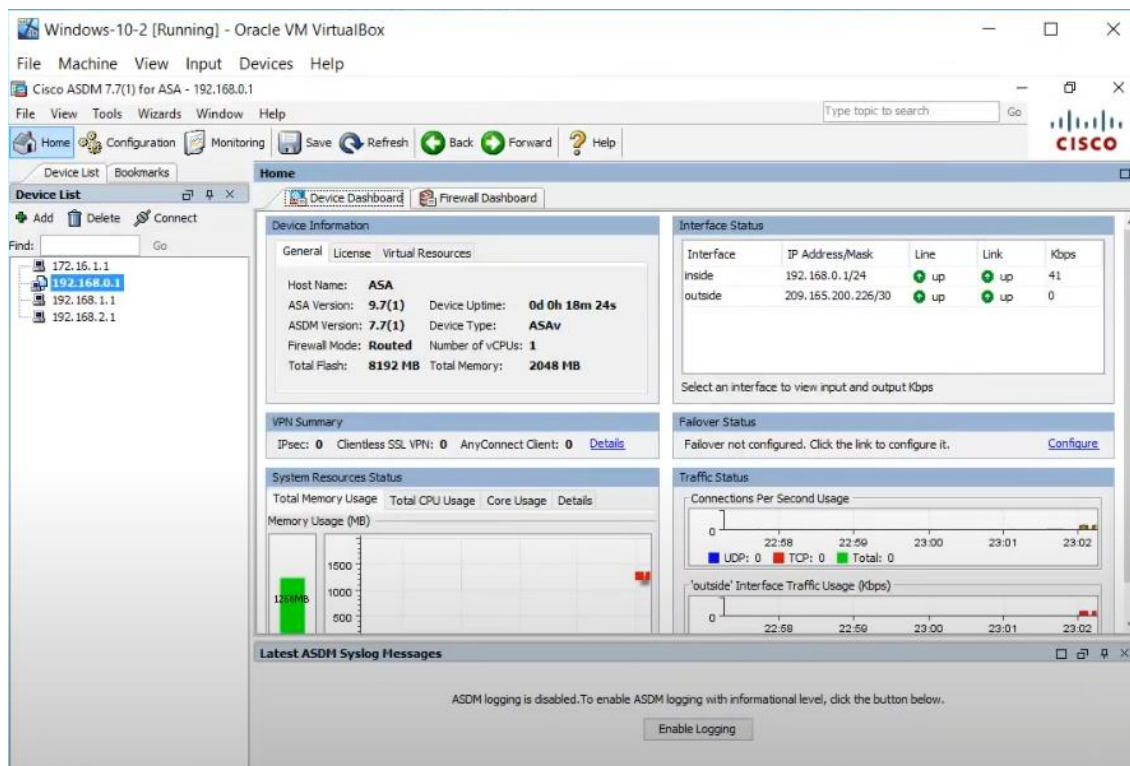 Windows-10-2 [Running] - Oracle VM VirtualBox
File Machine View Input Devices Help
Cisco ASDM 7.7(1) for ASA - 192.168.0.1
File View Tools Wizards Window Help
Type topic to search Go
Home Configuration Monitoring Save Refresh Back Forward Help
CISCO
Device List Bookmarks
Device List
Add Delete Connect
Find: Go
172.16.1.1
192.168.0.1
192.168.1.1
192.168.2.1
Home
Device Dashboard Firewall Dashboard
Device Information
General License Virtual Resources
Host Name: ASA
ASA Version: 9.7(1) Device Uptime: 0d 0h 18m 24s
ASDM Version: 7.7(1) Device Type: ASAv
Firewall Mode: Routed Number of vCPUs: 1
Total Flash: 8192 MB Total Memory: 2048 MB
Interface Status
Interface IP Address/Mask Line Link Kbps
inside 192.168.0.1/24 up up 41
outside 209.165.200.226/30 up up 0
Select an interface to view input and output Kbps
VPN Summary
IPsec: 0 Clientless SSL VPN: 0 AnyConnect Client: 0 Details
Failover Status
Failover not configured. Click the link to configure it. Configure
System Resources Status
Total Memory Usage Total CPU Usage Core Usage Details
Memory Usage (MB)
1268MB
1500
1000
500
Traffic Status
Connections Per Second Usage
0
22:58 22:59 23:00 23:01 23:02
UDP: 0 TCP: 0 Total: 0
'outside' Interface Traffic Usage (Kbps)
0
22:58 22:59 23:00 23:01 23:02
Latest ASDM Syslog Messages
ASDM logging is disabled.To enable ASDM logging with informational level, click the button below.
Enable Logging